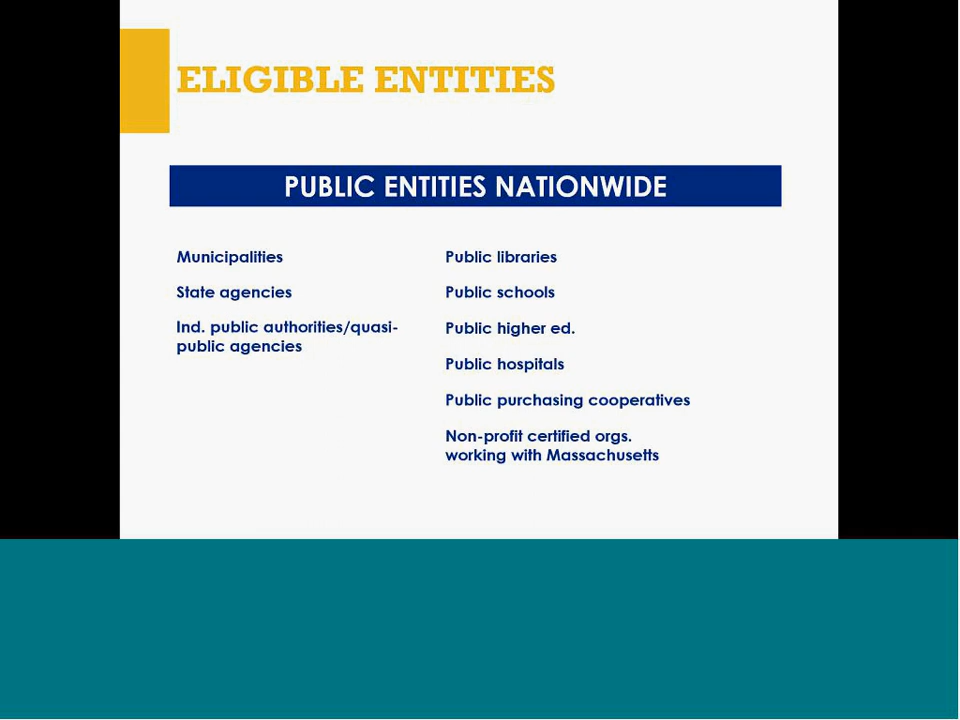 ELIGIBLE ENTITIES
PUBLIC ENTITIES NATIONWIDE
Municipalities
State agencies
Ind. public authorities/quasi-
public agencies
Public libraries
Public schools
Public higher ed.
Public hospitals
Public purchasing cooperatives
Non-profit certified orgs.
working with Massachusetts